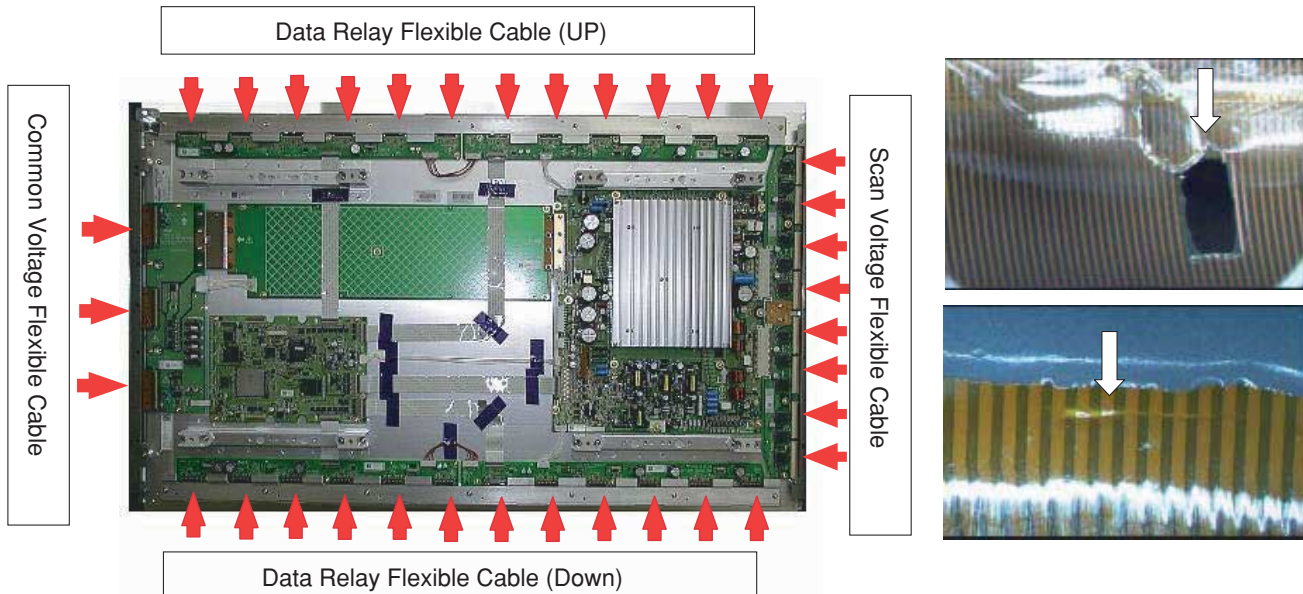 Data Relay Flexible Cable (UP)
Common Voltage Flexible Cable
Scan Voltage Flexible Cable
Data Relay Flexible Cable (Down)